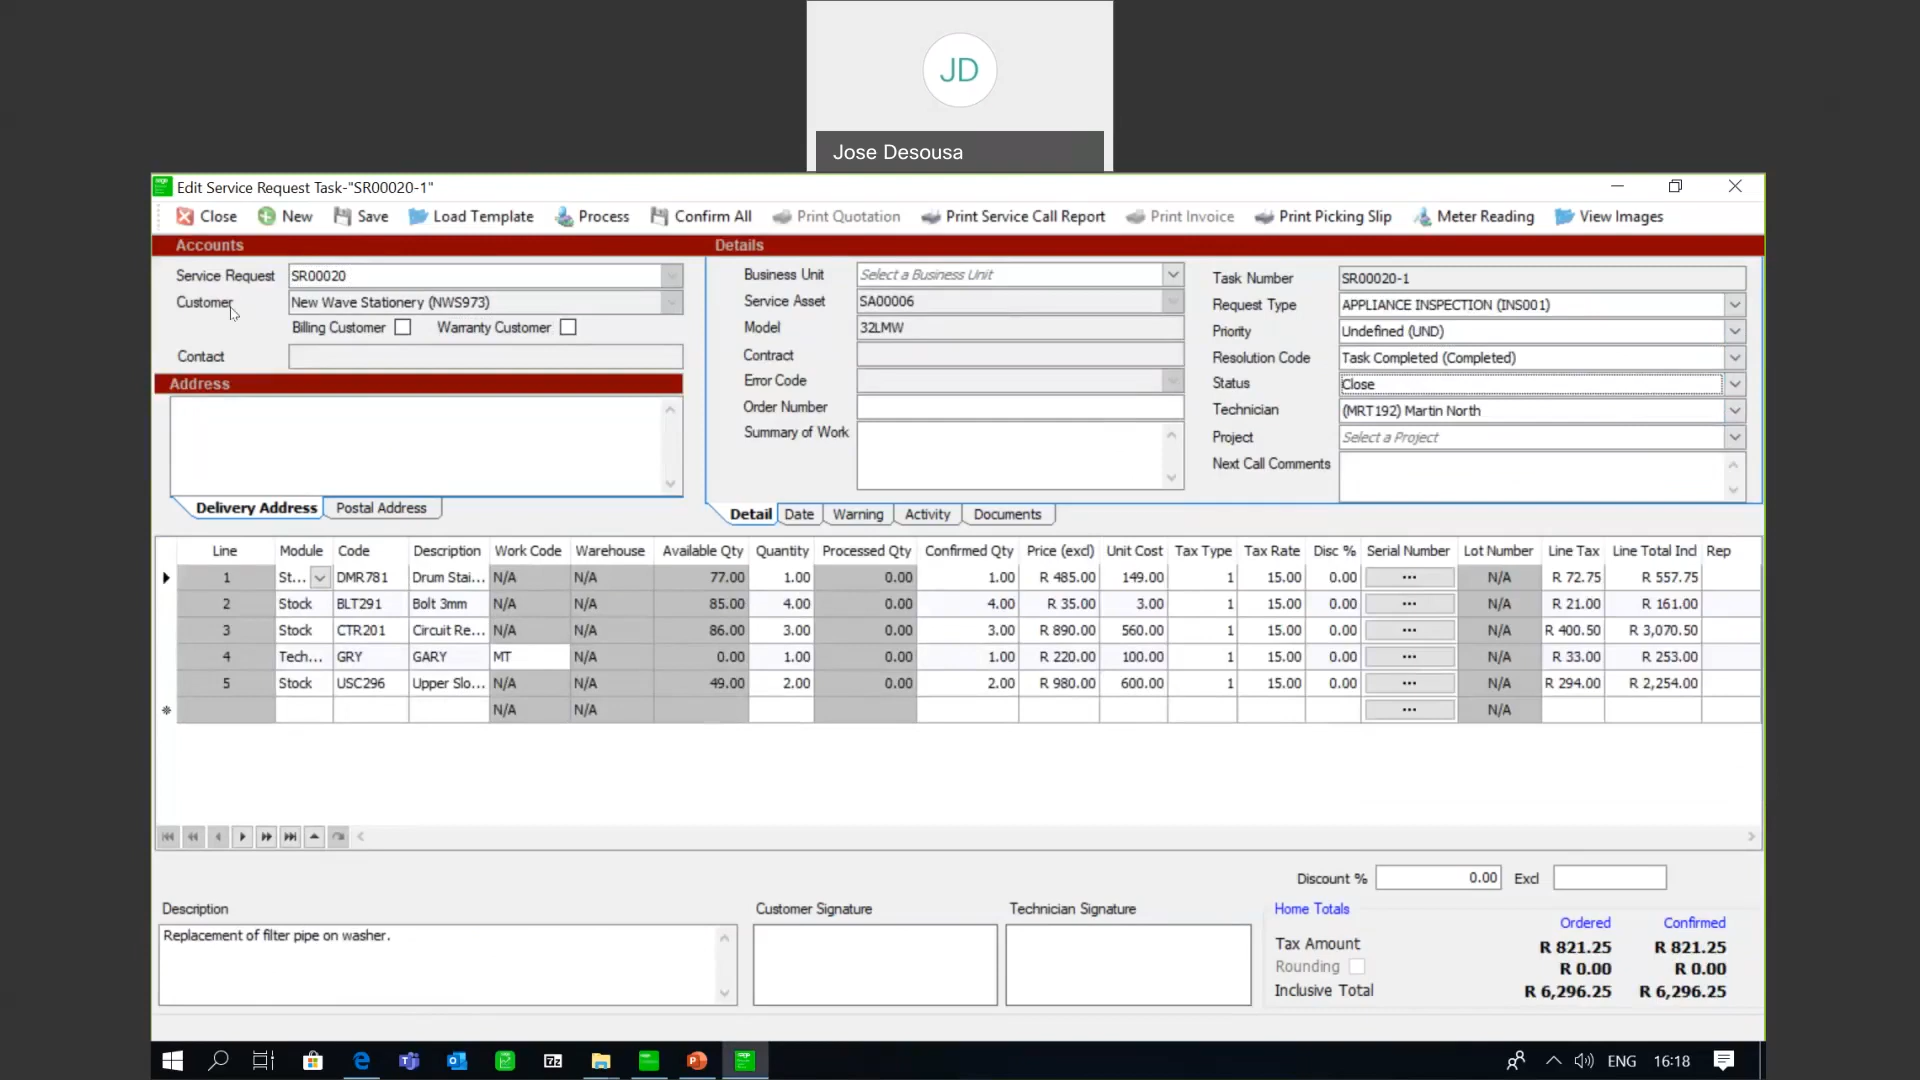 JD
Jose Desousa
Edit Service Request Task-"SR00020-1"
Close New Save Load Template Process Confirm All Print Quotation Print Service Call Report Print Invoice Print Picking Slip Meter Reading View Images
Accounts Details
Service Request SR00020
Customer New Wave Stationery (NWS973)
Billing Customer Warranty Customer
Contact
Address
Delivery Address Postal Address
Business Unit Select a Business Unit
Service Asset SA00006
Model 32LMW
Contract
Error Code
Order Number
Summary of Work
Task Number SR00020-1
Request Type APPLIANCE INSPECTION (INS001)
Priority Undefined (UND)
Resolution Code Task Completed (Completed)
Status Close
Technician (MRT192) Martin North
Project Select a Project
Next Call Comments
Detail Date Warning Activity Documents
Line Module Code Description Work Code Warehouse Available Qty Quantity Processed Qty Confirmed Qty Price (excl) Unit Cost Tax Type Tax Rate Disc % Serial Number Lot Number Line Tax Line Total Incl Rep
1 St... DMR781 Drum Stai... N/A N/A 77.00 1.00 0.00 1.00 R 485.00 149.00 1 15.00 0.00 ... N/A R 72.75 R 557.75
2 Stock BLT291 Bolt 3mm N/A N/A 85.00 4.00 0.00 4.00 R 35.00 3.00 1 15.00 0.00 ... N/A R 21.00 R 161.00
3 Stock CTR201 Circuit Re... N/A N/A 86.00 3.00 0.00 3.00 R 890.00 560.00 1 15.00 0.00 ... N/A R 400.50 R 3,070.50
4 Tech... GRY GARY MT N/A 0.00 1.00 0.00 1.00 R 220.00 100.00 1 15.00 0.00 ... N/A R 33.00 R 253.00
5 Stock USC296 Upper Slo... N/A N/A 49.00 2.00 0.00 2.00 R 980.00 600.00 1 15.00 0.00 ... N/A R 294.00 R 2,254.00
N/A N/A ... N/A
Discount % 0.00 Excl
Description Customer Signature Technician Signature Home Totals
Replacement of filter pipe on washer.
Ordered Confirmed
Tax Amount R 821.25 R 821.25
Rounding R 0.00 R 0.00
Inclusive Total R 6,296.25 R 6,296.25
ENG 16:18